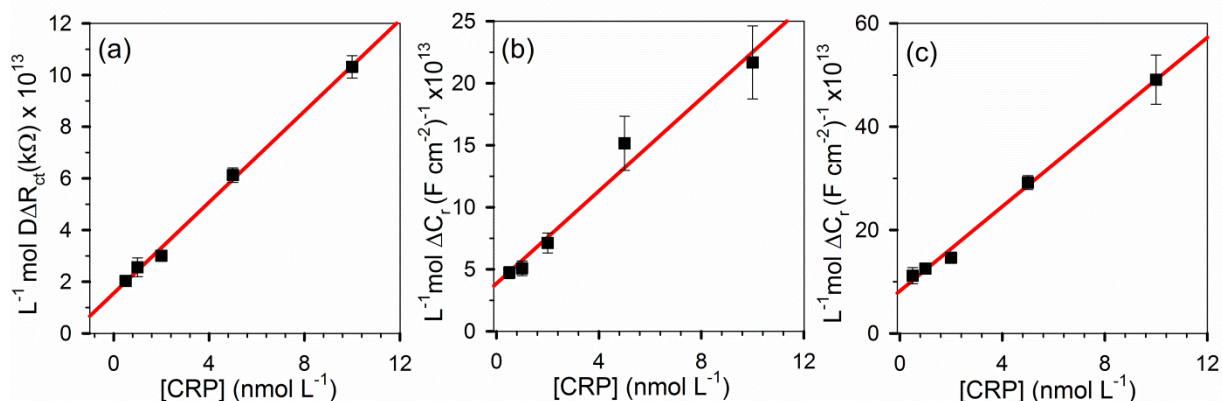 (a)
12
10
8
6
4
2
0
0 4 8 12
L⁻¹ mol DΔR_ct(kΩ) x 10¹³
[CRP] (nmol L⁻¹)
(b)
25
20
15
10
5
0
0 4 8 12
L⁻¹mol ΔC_r(F cm⁻²)⁻¹ x10¹³
[CRP] (nmol L⁻¹)
(c)
60
40
20
0
0 4 8 12
L⁻¹mol ΔC_r(F cm⁻²)⁻¹ x10¹³
[CRP] (nmol L⁻¹)